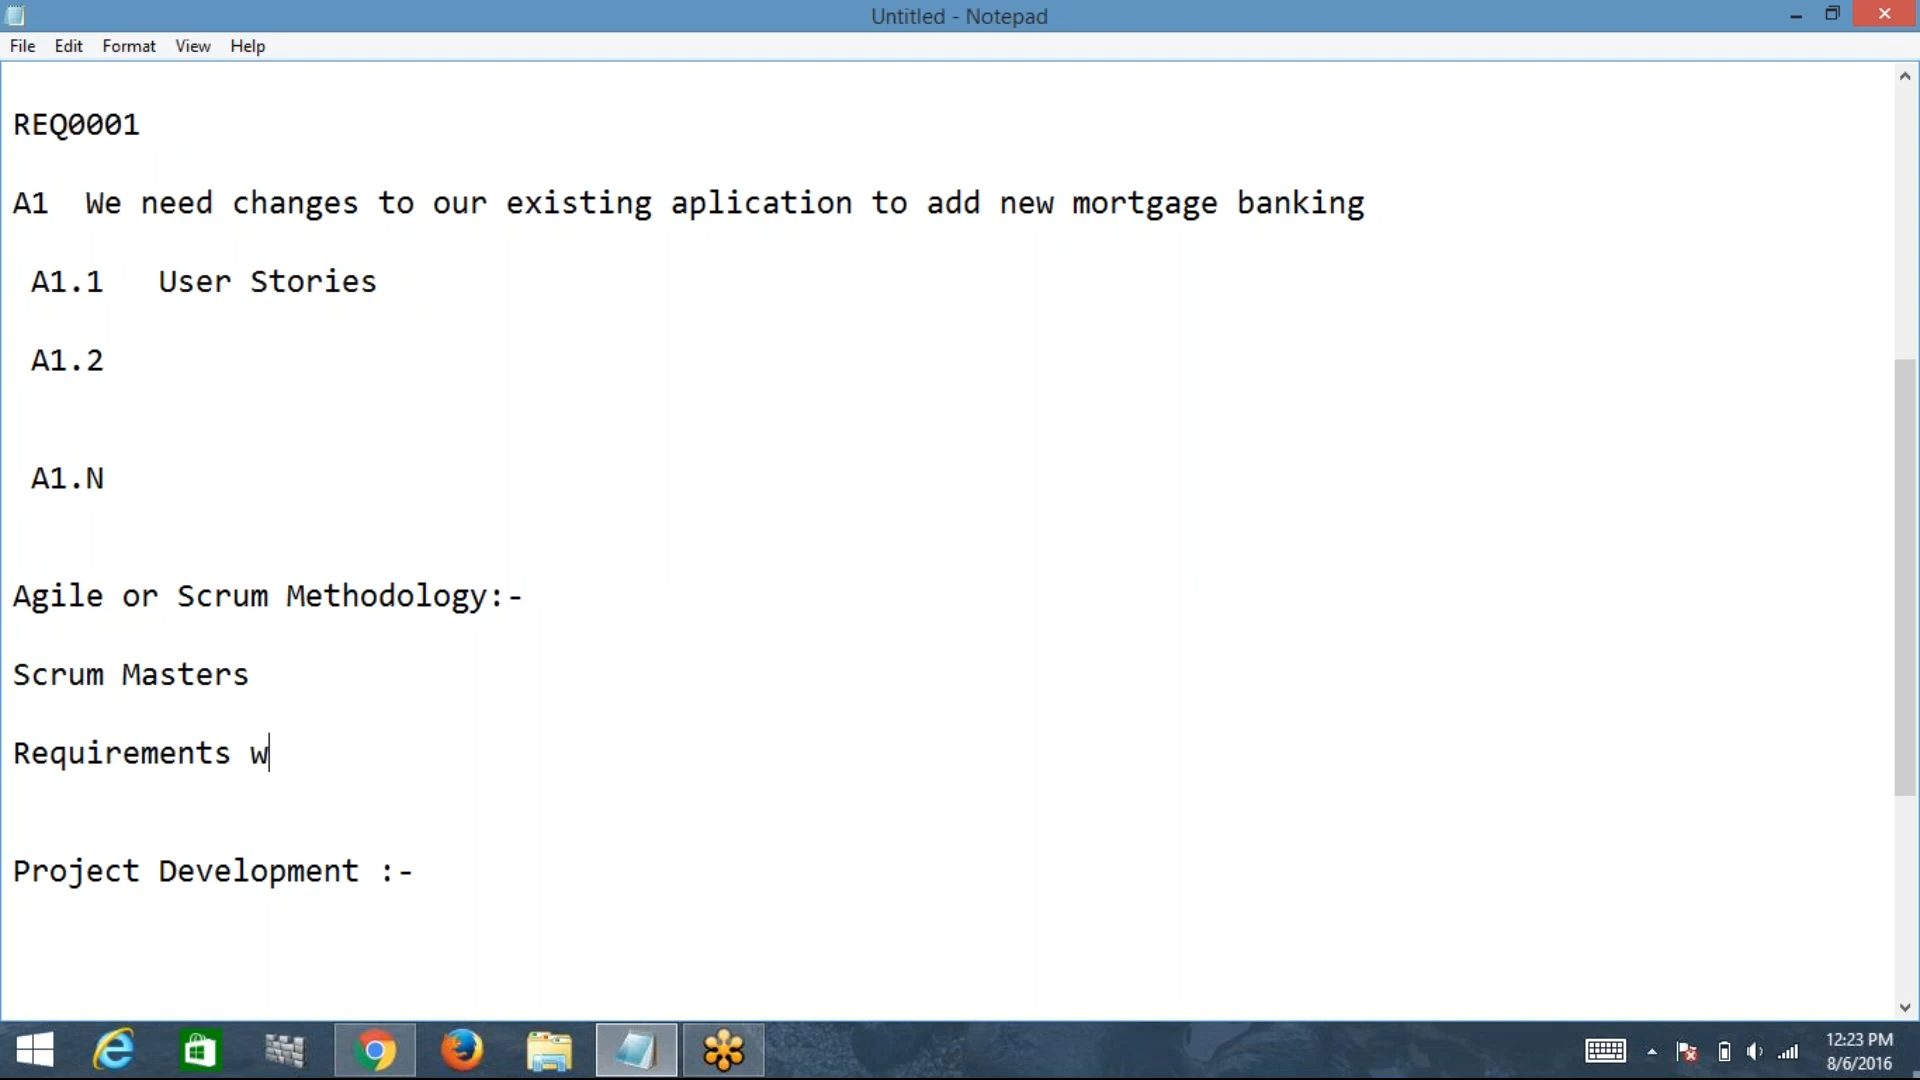 Untitled - Notepad
File Edit Format View Help
REQ0001
A1  We need changes to our existing aplication to add new mortgage banking
A1.1   User Stories
A1.2
A1.N
Agile or Scrum Methodology:-
Scrum Masters
Requirements w
Project Development :-
12:23 PM
8/6/2016